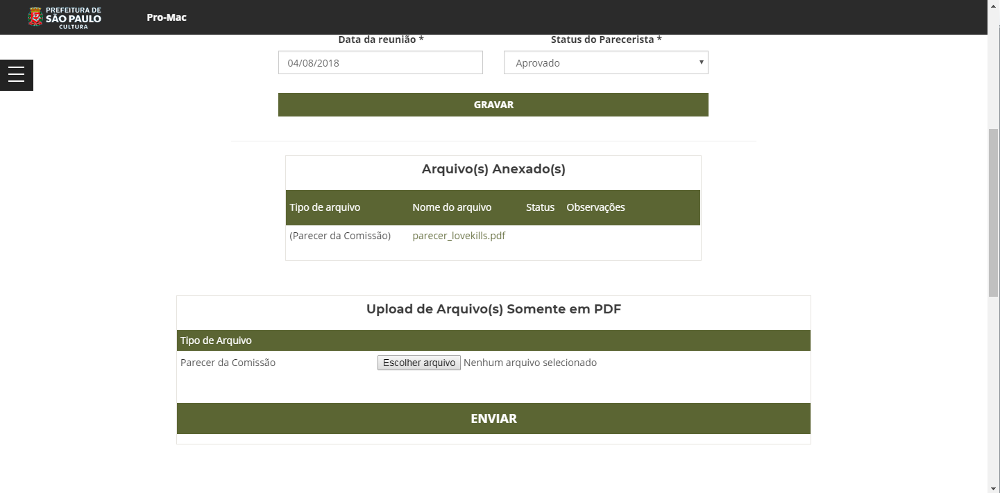 PREFEITURA DE
SÃO PAULO
CULTURA
Pro-Mac
Data da reunião * Status do Parecerista *
04/08/2018 Aprovado
GRAVAR
Arquivo(s) Anexado(s)
Tipo de arquivo Nome do arquivo Status Observações
(Parecer da Comissão) parecer_lovekills.pdf
Upload de Arquivo(s) Somente em PDF
Tipo de Arquivo
Parecer da Comissão Escolher arquivo Nenhum arquivo selecionado
ENVIAR